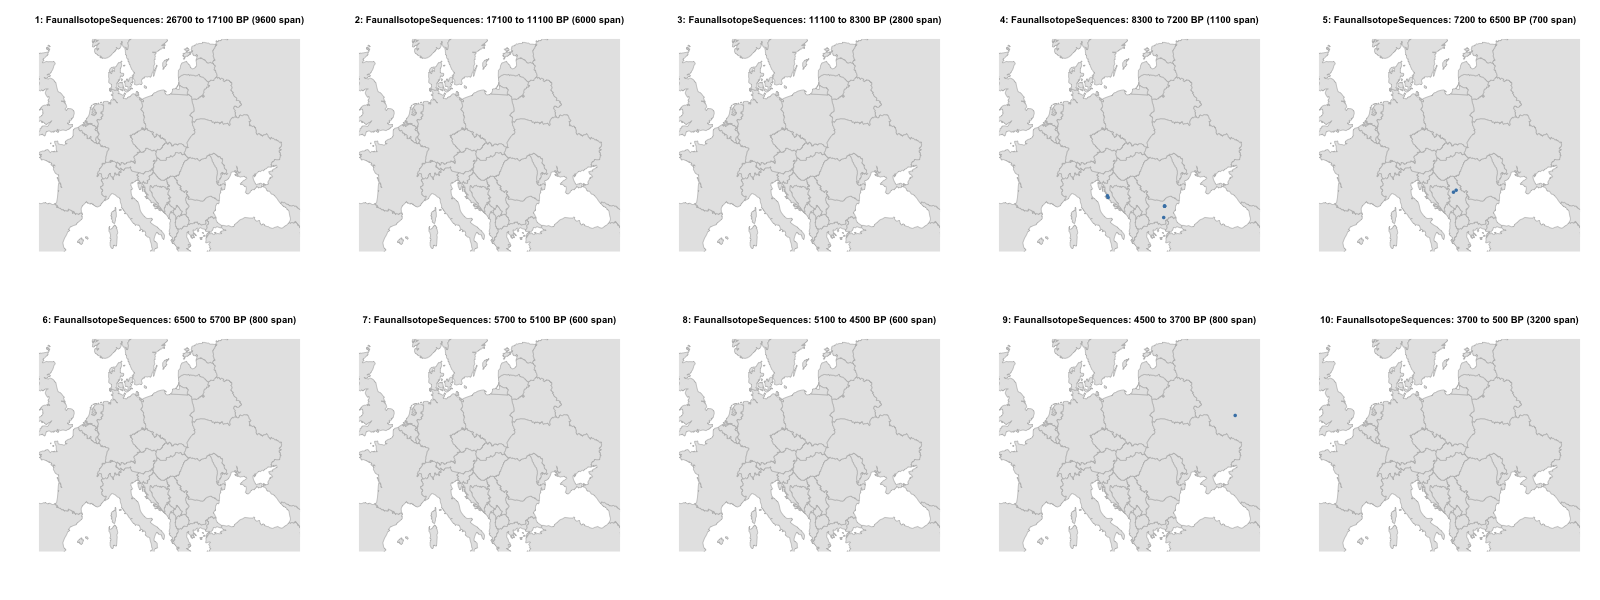 1: FaunalIsotopeSequences: 26700 to 17100 BP (9600 span)
2: FaunalIsotopeSequences: 17100 to 11100 BP (6000 span)
3: FaunalIsotopeSequences: 11100 to 8300 BP (2800 span)
4: FaunalIsotopeSequences: 8300 to 7200 BP (1100 span)
5: FaunalIsotopeSequences: 7200 to 6500 BP (700 span)
6: FaunalIsotopeSequences: 6500 to 5700 BP (800 span)
7: FaunalIsotopeSequences: 5700 to 5100 BP (600 span)
8: FaunalIsotopeSequences: 5100 to 4500 BP (600 span)
9: FaunalIsotopeSequences: 4500 to 3700 BP (800 span)
10: FaunalIsotopeSequences: 3700 to 500 BP (3200 span)